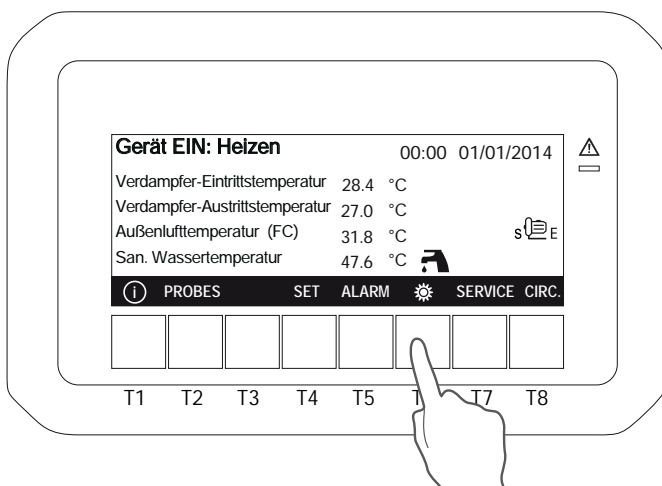 Gerät EIN: Heizen 00:00 01/01/2014
Verdampfer-Eintrittstemperatur 28.4 °C
Verdampfer-Austrittstemperatur 27.0 °C
Außenlufttemperatur (FC) 31.8 °C
S E
San. Wassertemperatur 47.6 °C
i PROBES SET ALARM SERVICE CIRC.
T1 T2 T3 T4 T5 T7 T8